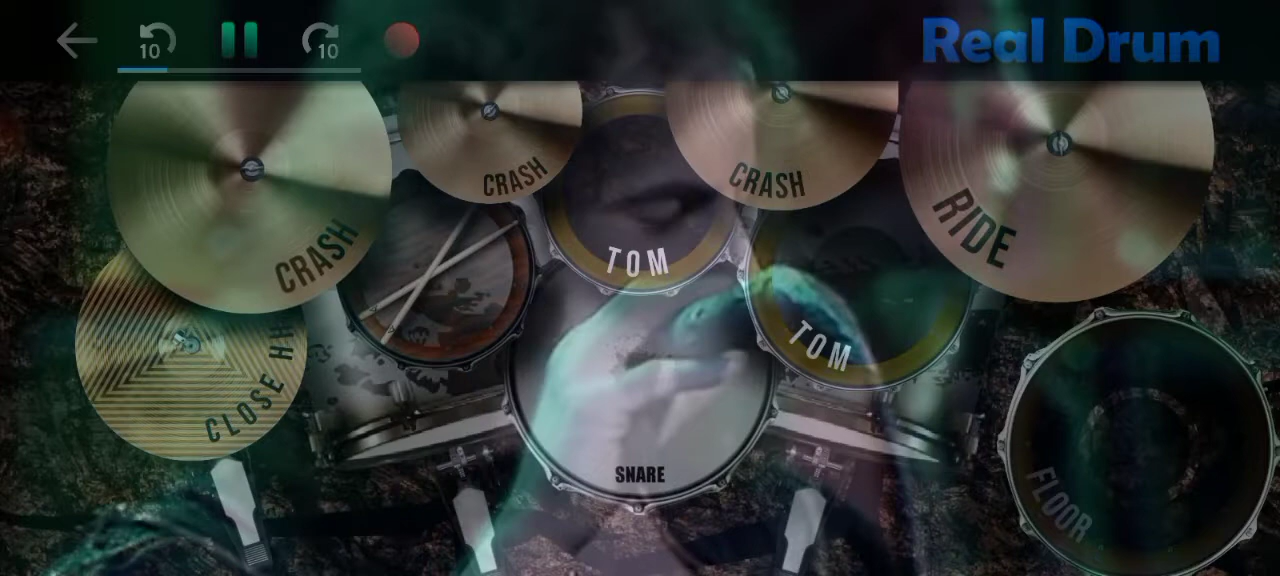 10
10
Real Drum
CRASH
CRASH
CRASH
RIDE
TOM
TOM
CLOSE HH
SNARE
FLOOR